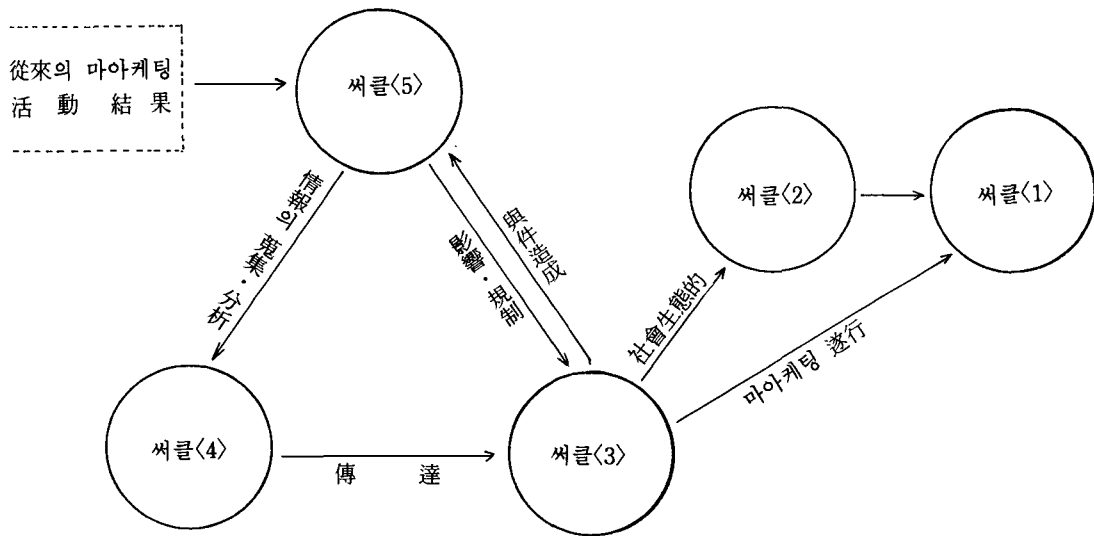 從來의 마아케팅
活動結果
써클〈5〉
써클〈2〉
써클〈1〉
情報의 蒐集·分析
影響·規制
與件造成
社會生態的
마아케팅 遂行
써클〈4〉
傳達
써클〈3〉